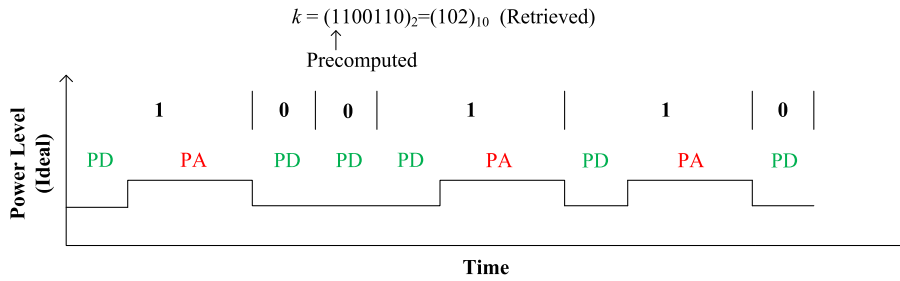 k = (1100110)₂=(102)₁₀ (Retrieved)
Precomputed
1 0 0 1 1 0
PD PA PD PD PD PA PD PA PD
Power Level
(Ideal)
Time